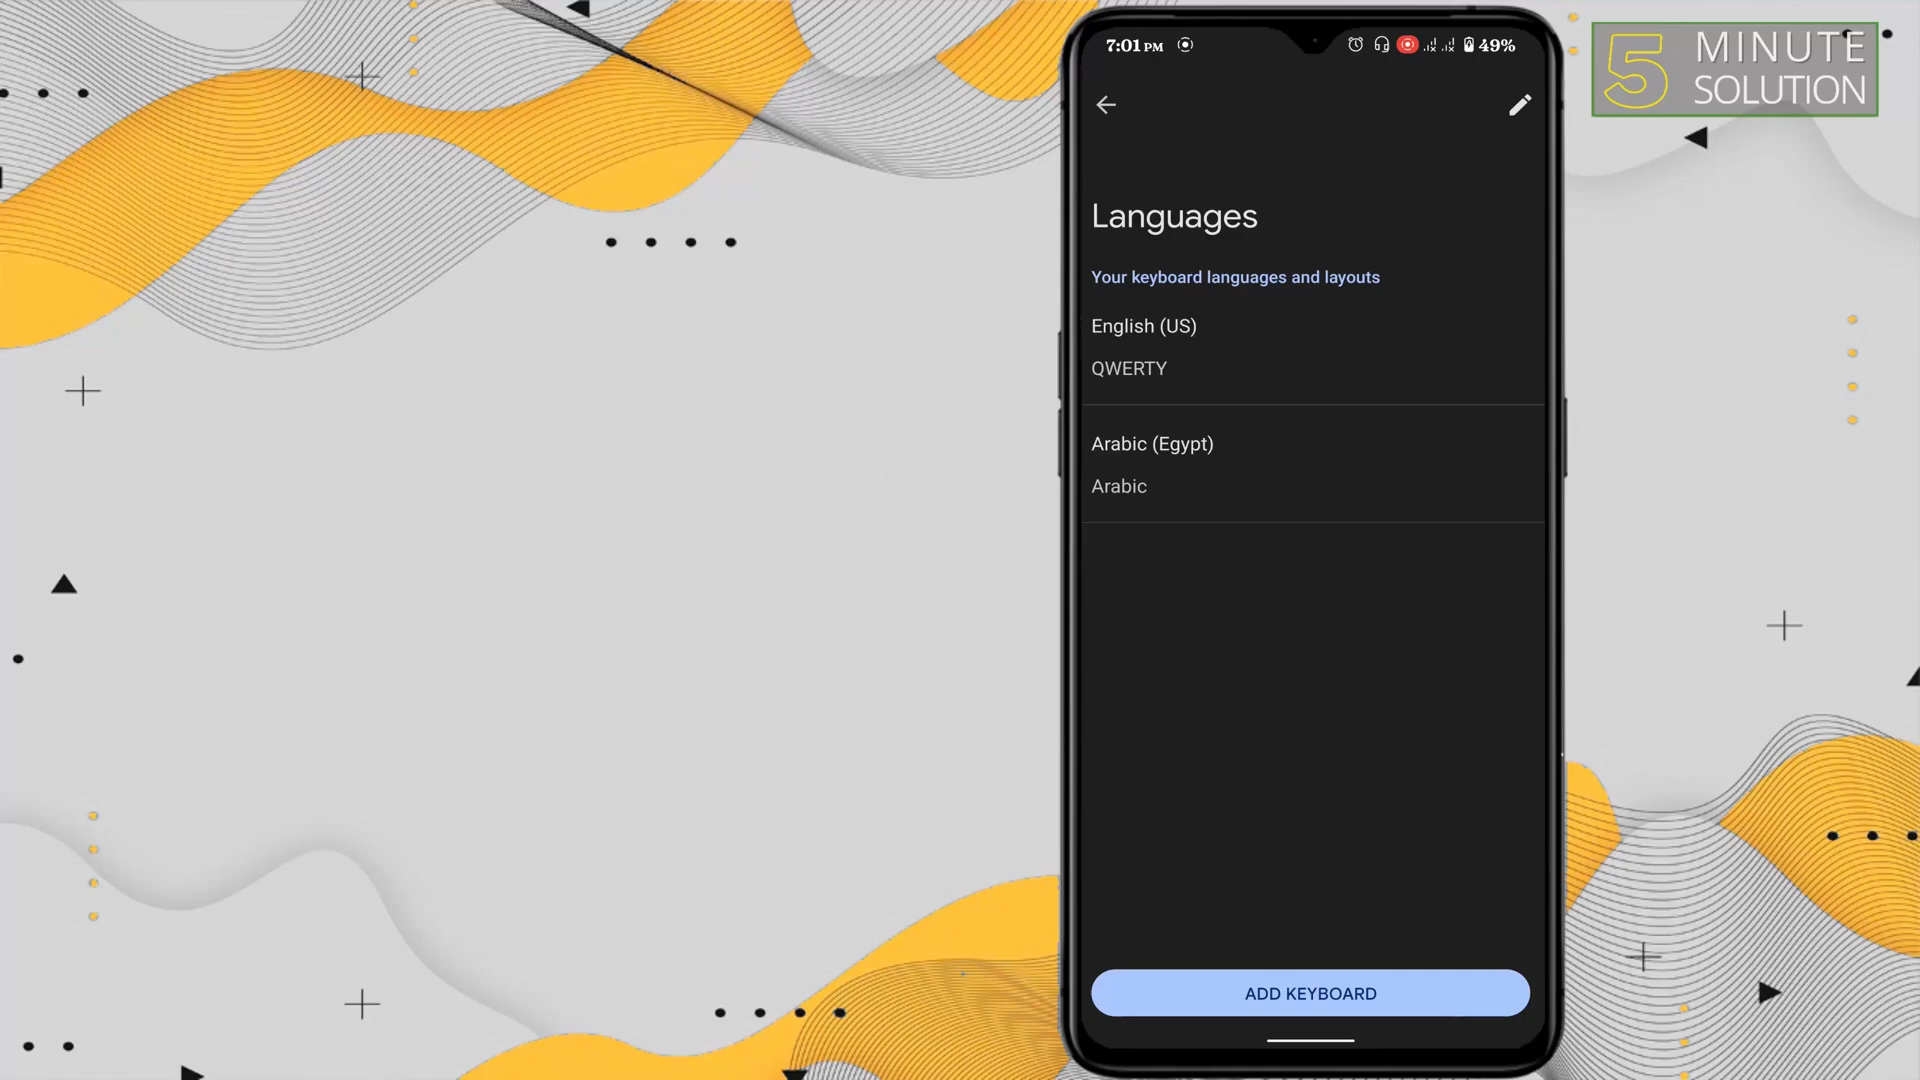 7:01 PM
49%
5 MINUTE
SOLUTION
Languages
Your keyboard languages and layouts
English (US)
QWERTY
Arabic (Egypt)
Arabic
ADD KEYBOARD